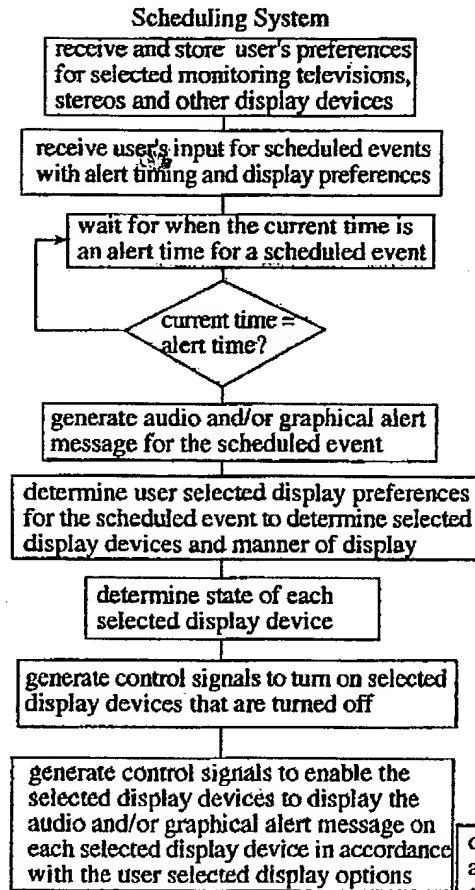 Scheduling System
receive and store user's preferences
for selected monitoring televisions,
stereos and other display devices
receive user's input for scheduled events
with alert timing and display preferences
wait for when the current time is
an alert time for a scheduled event
current time =
alert time?
generate audio and/or graphical alert
message for the scheduled event
determine user selected display preferences
for the scheduled event to determine selected
display devices and manner of display
determine state of each
selected display device
generate control signals to turn on selected
display devices that are turned off
generate control signals to enable the
selected display devices to display the
audio and/or graphical alert message on
each selected display device in accordance
with the user selected display options